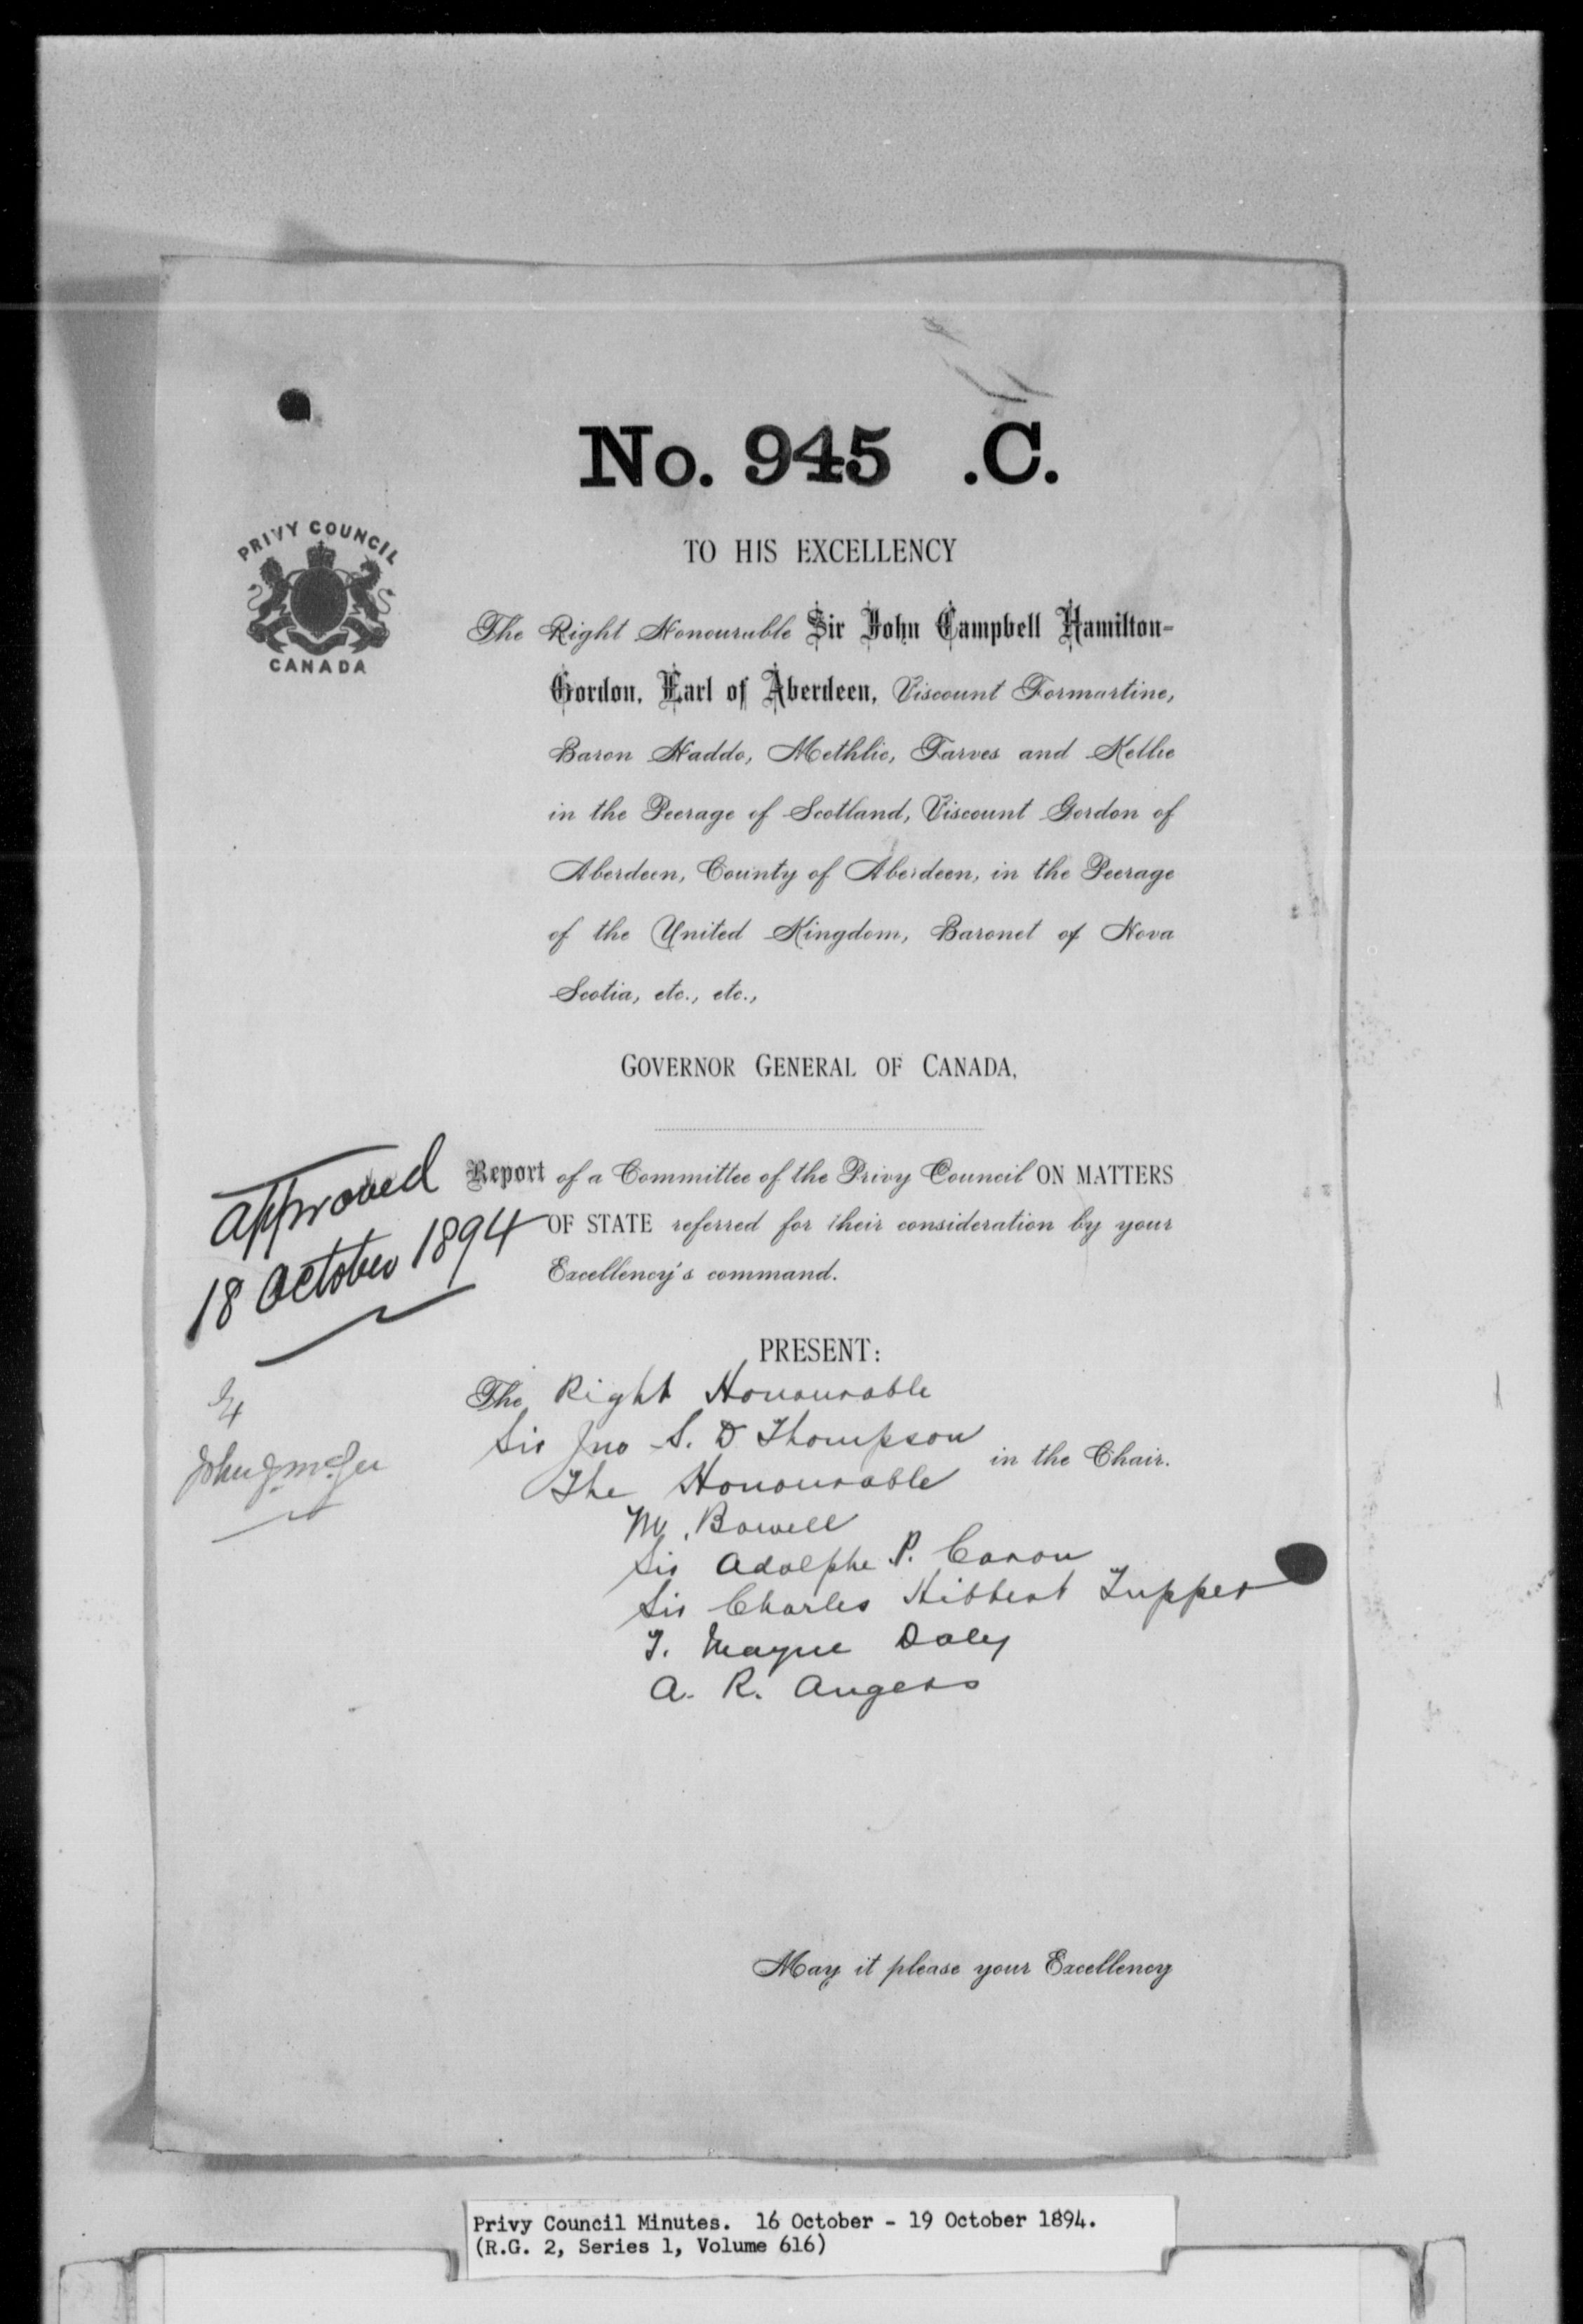 No. 945 .C.
PRIVY COUNCIL
CANADA
TO HIS EXCELLENCY
The Right Honourable Sir John Campbell Hamilton-
Gordon, Earl of Aberdeen, Viscount Formartine,
Baron Haddo, Methlic, Tarves and Kellie
in the Peerage of Scotland, Viscount Gordon of
Aberdeen, County of Aberdeen, in the Peerage
of the United Kingdom, Baronet of Nova
Scotia, etc., etc.,
GOVERNOR GENERAL OF CANADA,
approved
18 October 1894
Report of a Committee of the Privy Council ON MATTERS
OF STATE referred for their consideration by your
Excellency's command.
PRESENT:
The Right Honourable
Sir Jno S. D Thompson
in the Chair.
John J. McGee
The Honourable
M. Bowell
Sir Adolphe P. Caron
Sir Charles Hibbert Tupper
T. Mayne Daly
A. R. Angers
May it please your Excellency
Privy Council Minutes. 16 October - 19 October 1894.
(R.G. 2, Series 1, Volume 616)